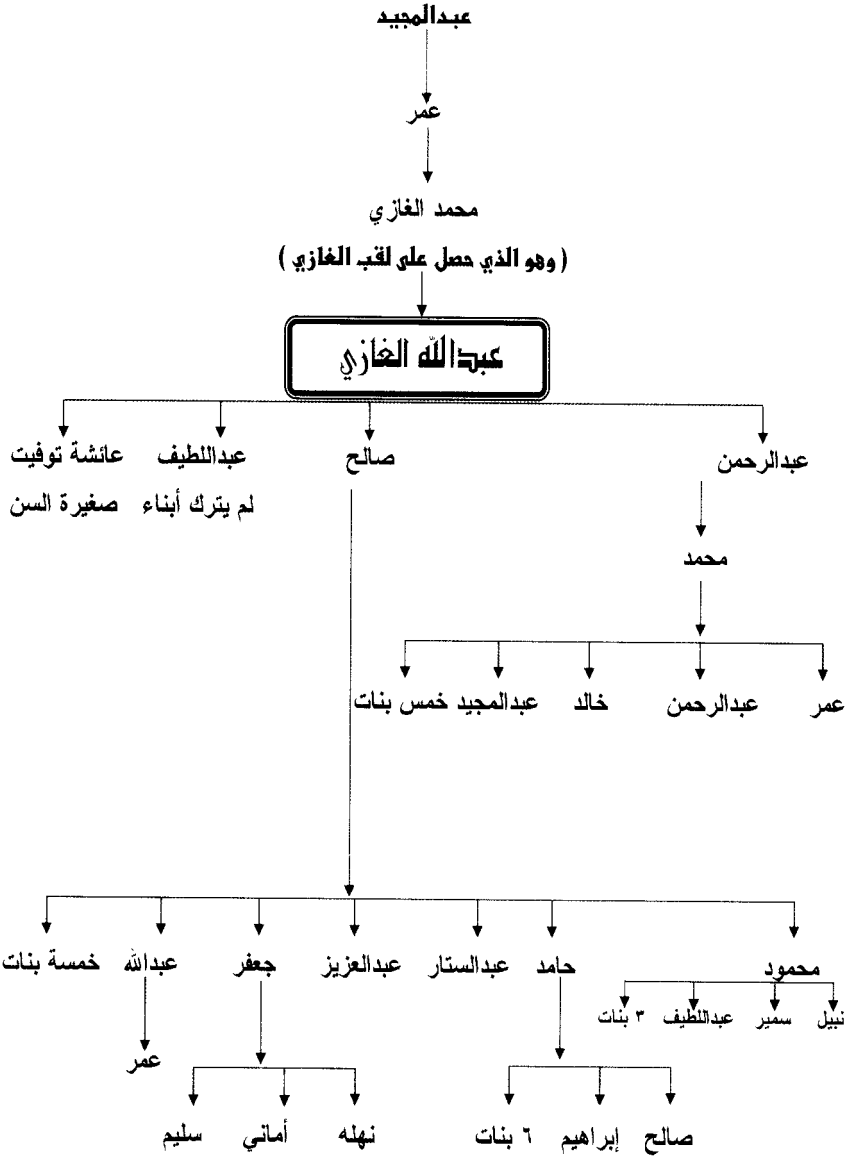 عبدالمجيد
عمر
محمد الغازي
( وهو الذي حصل على لقب الغازي )
عبدالله الغازي
عبدالرحمن
صالح
عبداللطيف
لم يترك أبناء
عائشة توفيت
صغيرة السن
محمد
عمر
عبدالرحمن
خالد
عبدالمجيد
خمس بنات
محمود
حامد
عبدالستار
عبدالعزيز
جعفر
عبدالله
خمسة بنات
نبيل
سمير
عبداللطيف
٣ بنات
عمر
صالح
إبراهيم
٦ بنات
نهله
أماني
سليم